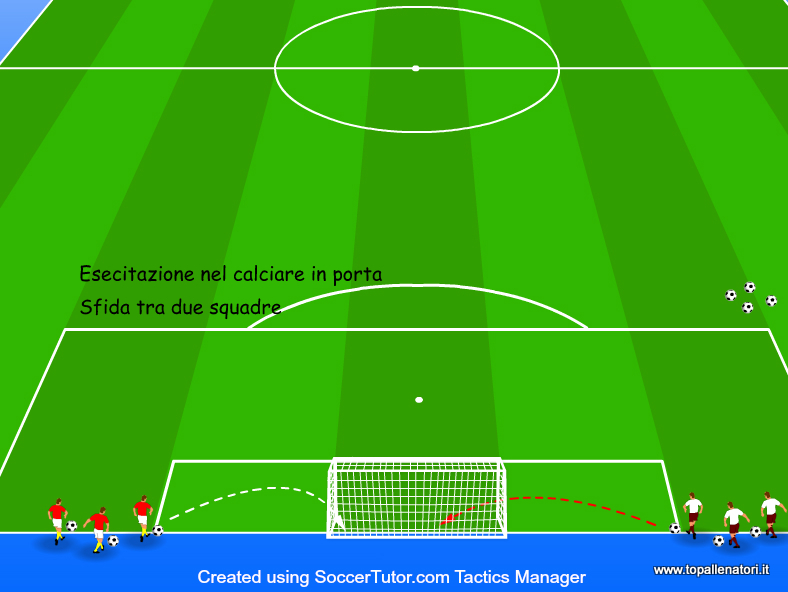 Esecitazione nel calciare in porta
Sfida tra due squadre
www.topallenatori.it
Created using SoccerTutor.com Tactics Manager